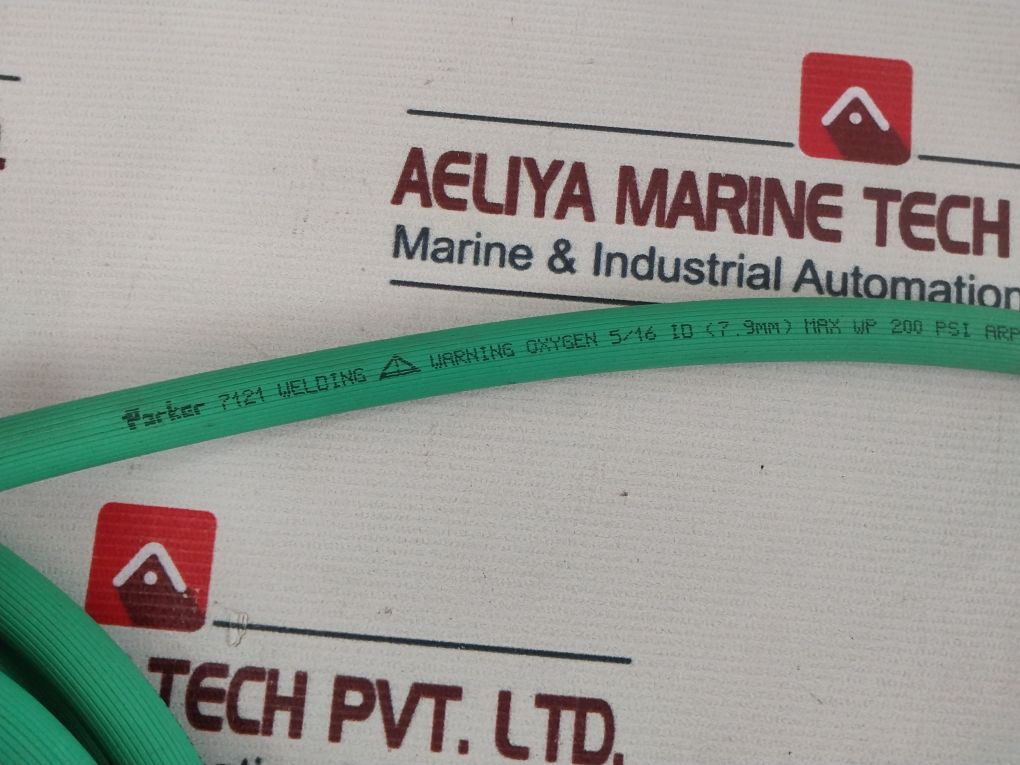 AELIYA MARINE TECH
Marine & Industrial Automation
Parker 7121 WELDING WARNING OXYGEN 5/16 ID (7.9MM) MAX WP 200 PSI ARP
TECH PVT. LTD.